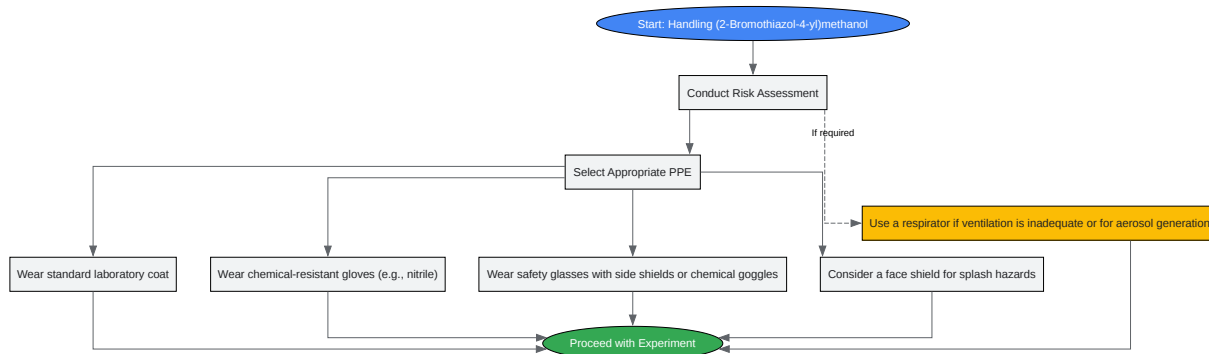 Start: Handling (2-Bromothiazol-4-yl)methanol
Conduct Risk Assessment
If required
Select Appropriate PPE
Use a respirator if ventilation is inadequate or for aerosol generation
Wear standard laboratory coat
Wear chemical-resistant gloves (e.g., nitrile)
Wear safety glasses with side shields or chemical goggles
Consider a face shield for splash hazards
Proceed with Experiment